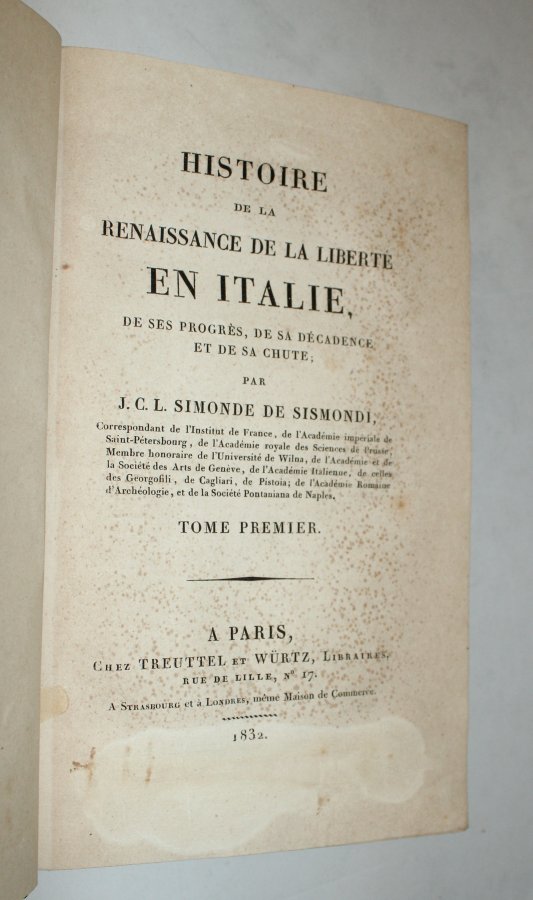 HISTOIRE
DE LA
RENAISSANCE DE LA LIBERTÉ
EN ITALIE,
DE SES PROGRÈS, DE SA DÉCADENCE
ET DE SA CHUTE;
PAR
J. C. L. SIMONDE DE SISMONDI,
Correspondant de l'Institut de France, de l'Académie impériale de
Saint-Pétersbourg, de l'Académie royale des Sciences de Prusse;
Membre honoraire de l'Université de Wilna, de l'Académie et de
la Société des Arts de Genève, de l'Académie Italienne, de celles
des Georgofili, de Cagliari, de Pistoia; de l'Académie Romaine
d'Archéologie, et de la Société Pontaniana de Naples.
TOME PREMIER.
A PARIS,
CHEZ TREUTTEL ET WÜRTZ, LIBRAIRES,
RUE DE LILLE, Nº 17.
A STRASBOURG et à LONDRES, même Maison de Commerce.
1832.